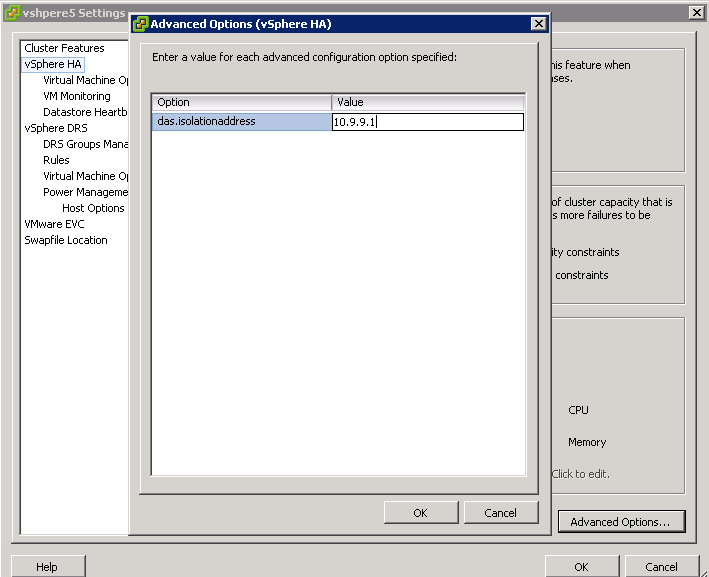 vshpere5 Settings
Advanced Options (vSphere HA)
Cluster Features
vSphere HA
Virtual Machine Op
VM Monitoring
Datastore Heartb
vSphere DRS
DRS Groups Mana
Rules
Virtual Machine Op
Power Manageme
Host Options
VMware EVC
Swapfile Location
Enter a value for each advanced configuration option specified:
Option Value
das.isolationaddress 10.9.9.1
his feature when
ses.
of cluster capacity that is
s more failures to be
ity constraints
constraints
CPU
Memory
Click to edit.
OK Cancel
Advanced Options...
Help OK Cancel